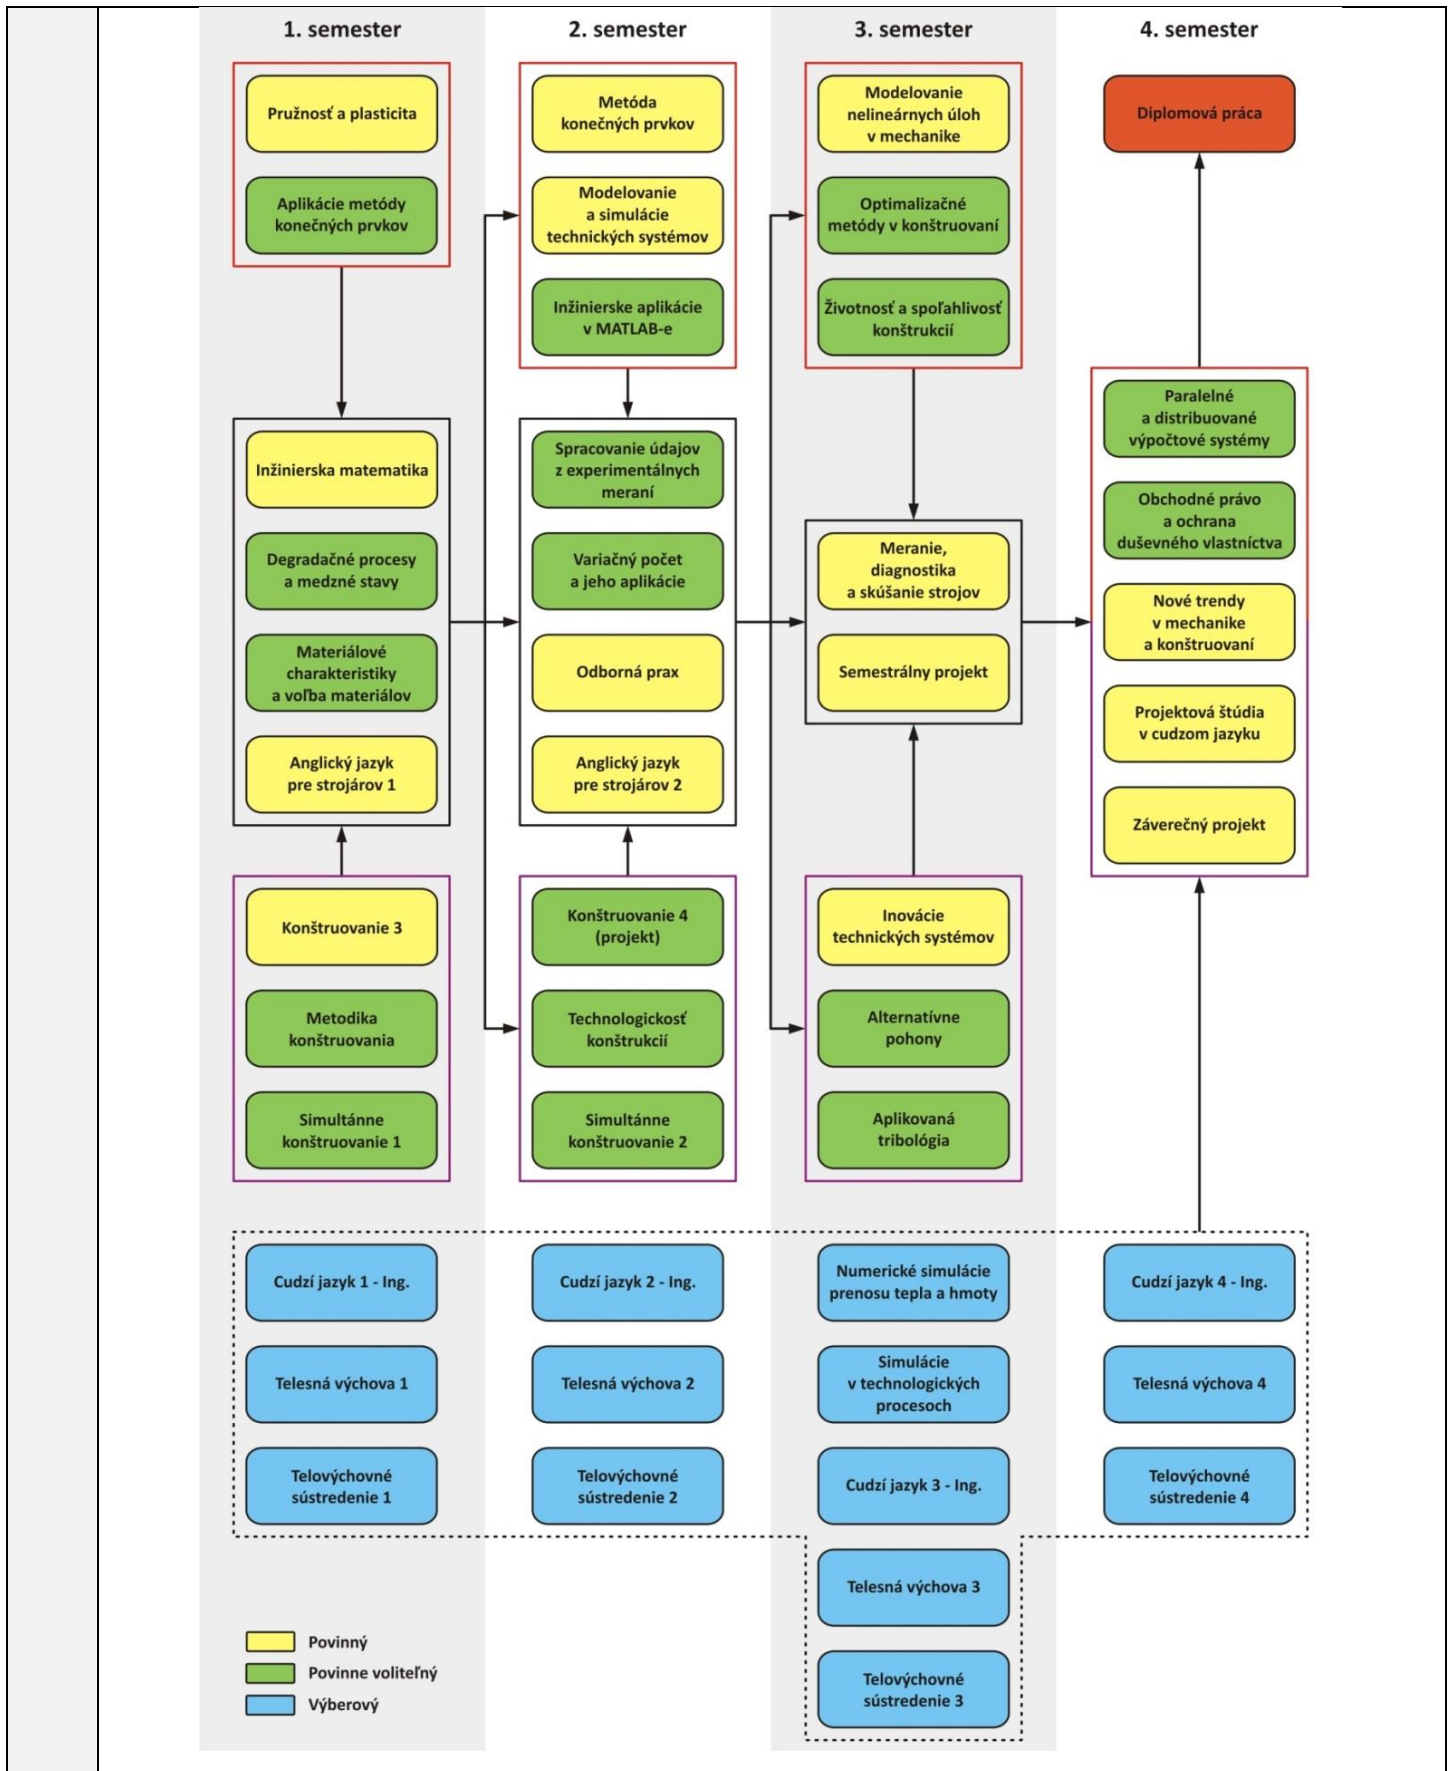 1. semester
2. semester
3. semester
4. semester
Pružnosť a plasticita
Aplikácie metódy
konečných prvkov
Inžinierska matematika
Degradačné procesy
a medzné stavy
Materiálové
charakteristiky
a voľba materiálov
Anglický jazyk
pre strojárov 1
Konštruovanie 3
Metodika
konštruovania
Simultánne
konštruovanie 1
Metóda
konečných prvkov
Modelovanie
a simulácie
technických systémov
Inžinierske aplikácie
v MATLAB-e
Spracovanie údajov
z experimentálnych
meraní
Variačný počet
a jeho aplikácie
Odborná prax
Anglický jazyk
pre strojárov 2
Konštruovanie 4
(projekt)
Technologickosť
konštrukcií
Simultánne
konštruovanie 2
Modelovanie
nelineárnych úloh
v mechanike
Optimalizačné
metódy v konštruovaní
Životnosť a spoľahlivosť
konštrukcií
Meranie,
diagnostika
a skúšanie strojov
Semestrálny projekt
Inovácie
technických systémov
Alternatívne
pohony
Aplikovaná
tribológia
Diplomová práca
Paralelné
a distribuované
výpočtové systémy
Obchodné právo
a ochrana
duševného vlastníctva
Nové trendy
v mechanike
a konštruovaní
Projektová štúdia
v cudzom jazyku
Záverečný projekt
Cudzí jazyk 1 - Ing.
Telesná výchova 1
Telovýchovné
sústredenie 1
Cudzí jazyk 2 - Ing.
Telesná výchova 2
Telovýchovné
sústredenie 2
Numerické simulácie
prenosu tepla a hmoty
Simulácie
v technologických
procesoch
Cudzí jazyk 3 - Ing.
Telesná výchova 3
Telovýchovné
sústredenie 3
Cudzí jazyk 4 - Ing.
Telesná výchova 4
Telovýchovné
sústredenie 4
Povinný
Povinne voliteľný
Výberový